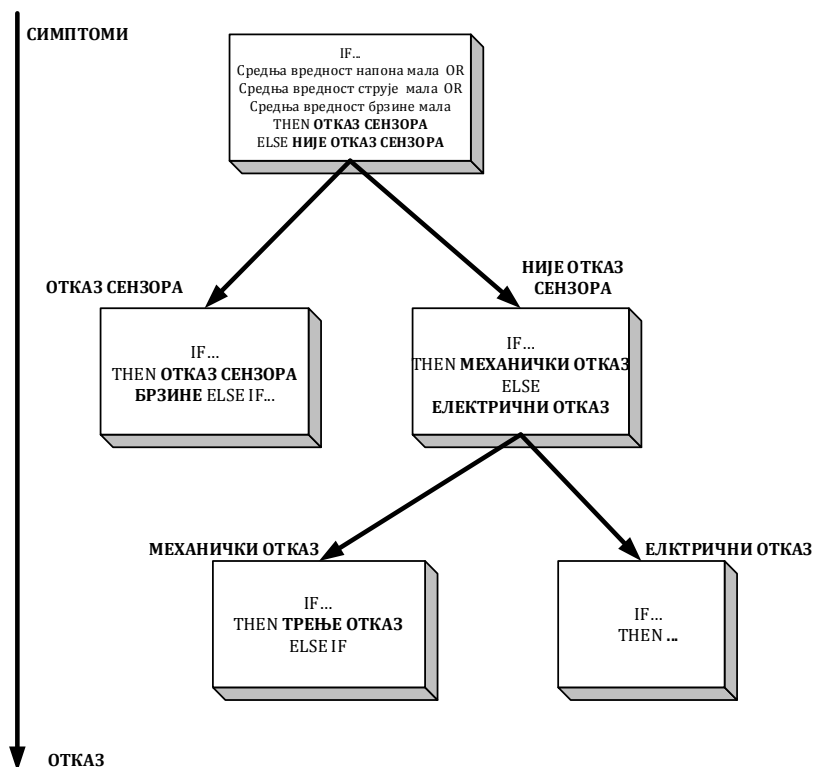 СИМПТОМИ
IF...
Средња вредност напона мала OR
Средња вредност струје мала OR
Средња вредност брзине мала
THEN ОТКАЗ СЕНЗОРА
ELSE НИЈЕ ОТКАЗ СЕНЗОРА
ОТКАЗ СЕНЗОРА
НИЈЕ ОТКАЗ
СЕНЗОРА
IF...
THEN ОТКАЗ СЕНЗОРА
БРЗИНЕ ELSE IF...
IF...
THEN МЕХАНИЧКИ ОТКАЗ
ELSE
ЕЛЕКТРИЧНИ ОТКАЗ
МЕХАНИЧКИ ОТКАЗ
ЕЛКТРИЧНИ ОТКАЗ
IF...
THEN ТРЕЊЕ ОТКАЗ
ELSE IF
IF...
THEN ...
ОТКАЗ